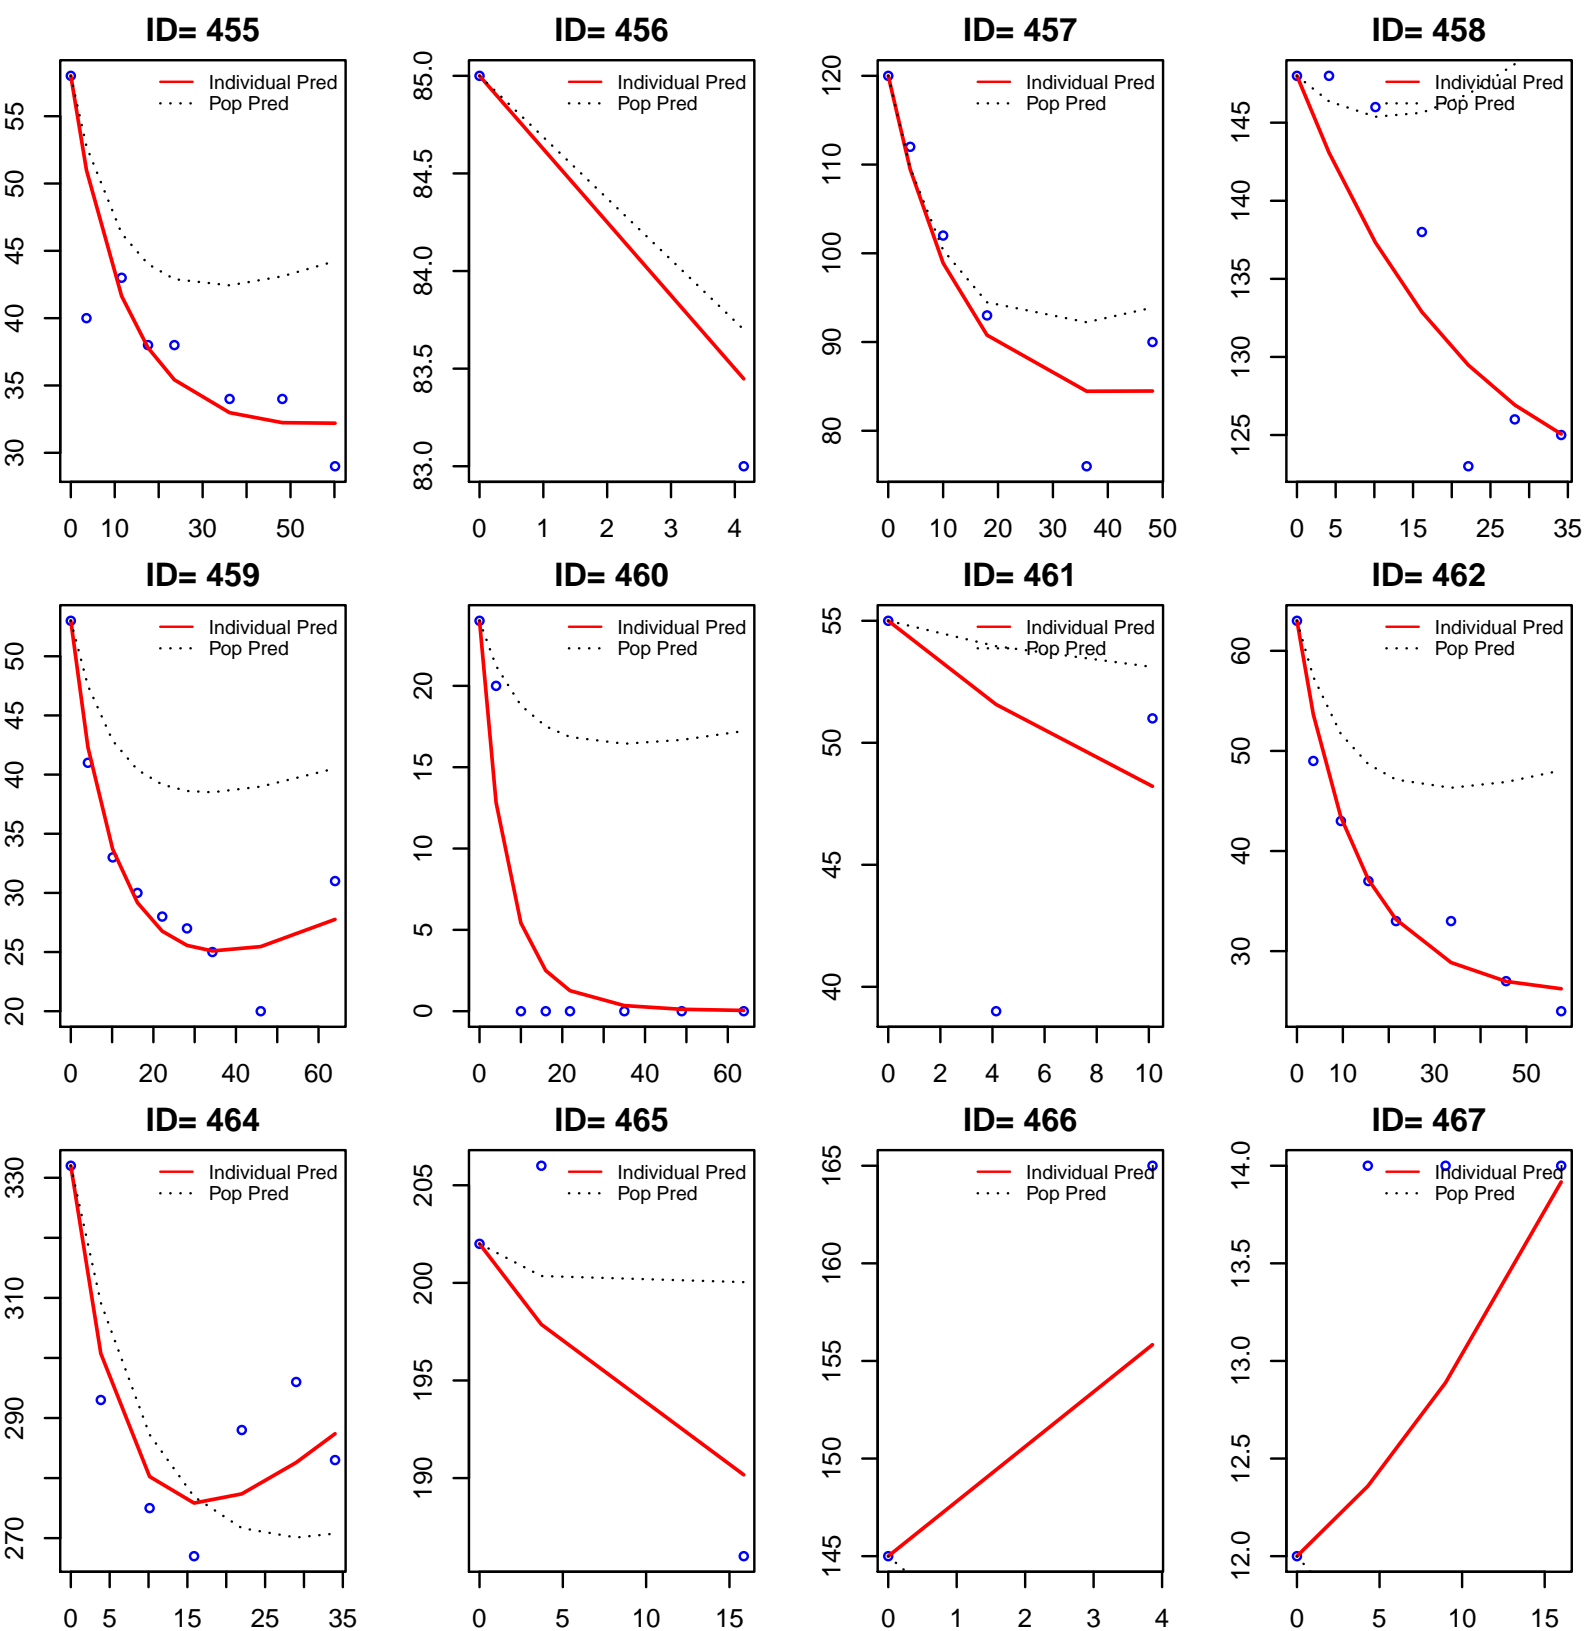 ID= 455
Individual Pred
Pop Pred
30 35 40 45 50 55
0 10 30 50
ID= 456
Individual Pred
Pop Pred
83.0 83.5 84.0 84.5 85.0
0 1 2 3 4
ID= 457
Individual Pred
Pop Pred
80 90 100 110 120
0 10 20 30 40 50
ID= 458
Individual Pred
Pop Pred
125 130 135 140 145
0 5 15 25 35
ID= 459
Individual Pred
Pop Pred
20 25 30 35 40 45 50
0 20 40 60
ID= 460
Individual Pred
Pop Pred
0 5 10 15 20
0 20 40 60
ID= 461
Individual Pred
Pop Pred
40 45 50 55
0 2 4 6 8 10
ID= 462
Individual Pred
Pop Pred
30 40 50 60
0 10 30 50
ID= 464
Individual Pred
Pop Pred
270 290 310 330
0 5 15 25 35
ID= 465
Individual Pred
Pop Pred
190 195 200 205
0 5 10 15
ID= 466
Individual Pred
Pop Pred
145 150 155 160 165
0 1 2 3 4
ID= 467
Individual Pred
Pop Pred
12.0 12.5 13.0 13.5 14.0
0 5 10 15